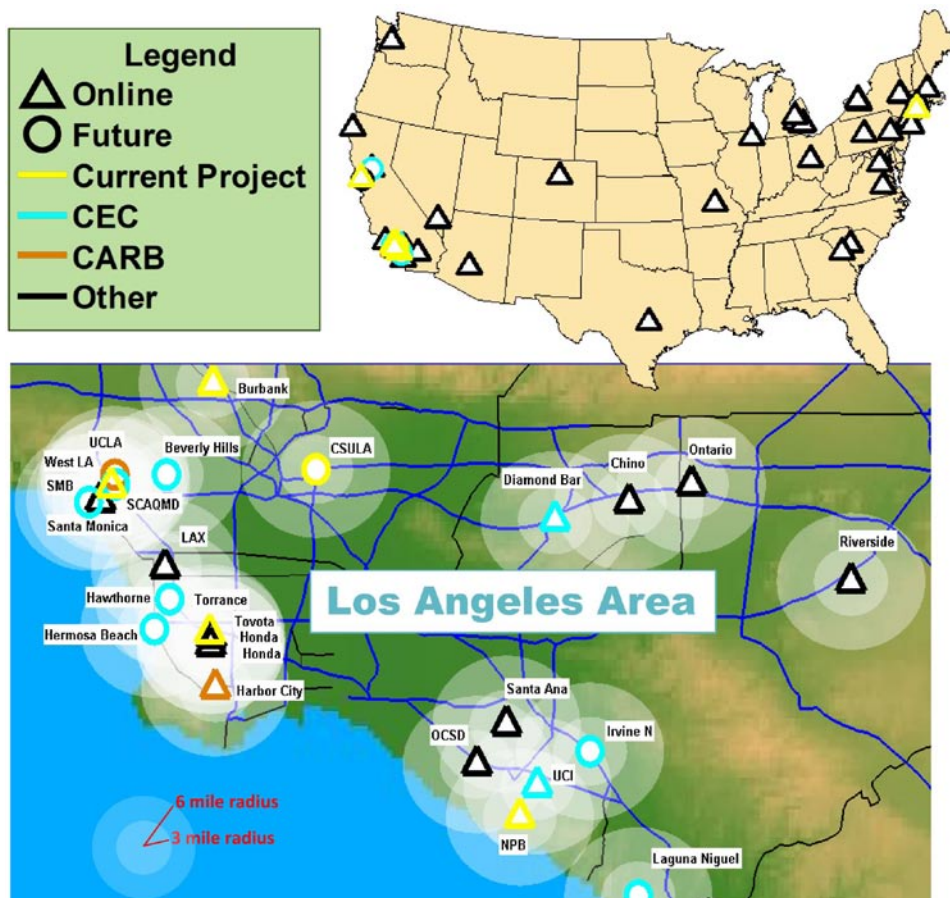 Legend
Online
Future
Current Project
CEC
CARB
Other
Burbank
UCLA
Beverly Hills
CSULA
West LA
SMB
SCAQMD
Santa Monica
Diamond Bar
Chino
Ontario
LAX
Riverside
Hawthorne
Torrance
Los Angeles Area
Hermosa Beach
Toyota
Honda
Honda
Harbor City
Santa Ana
OCSD
Irvine N
UCI
NPB
6 mile radius
3 mile radius
Laguna Niguel